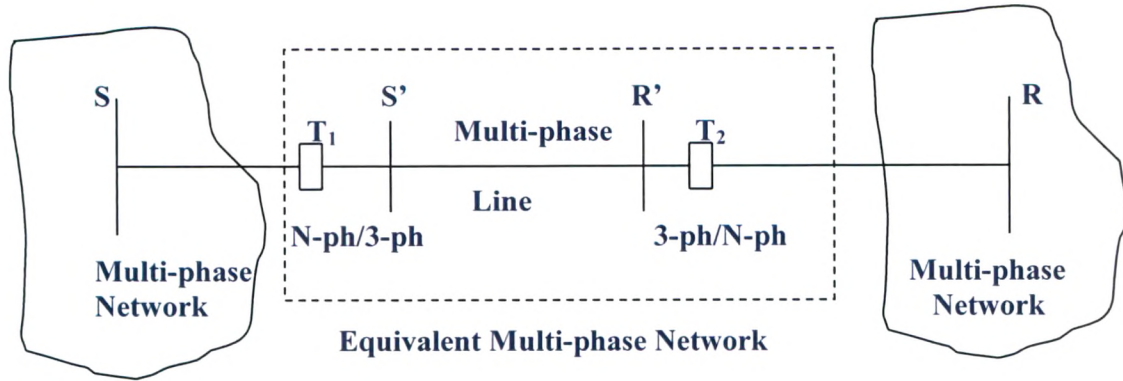 S
S’
R’
R
T1
Multi-phase
T2
Line
N-ph/3-ph
3-ph/N-ph
Multi-phase
Network
Multi-phase
Network
Equivalent Multi-phase Network